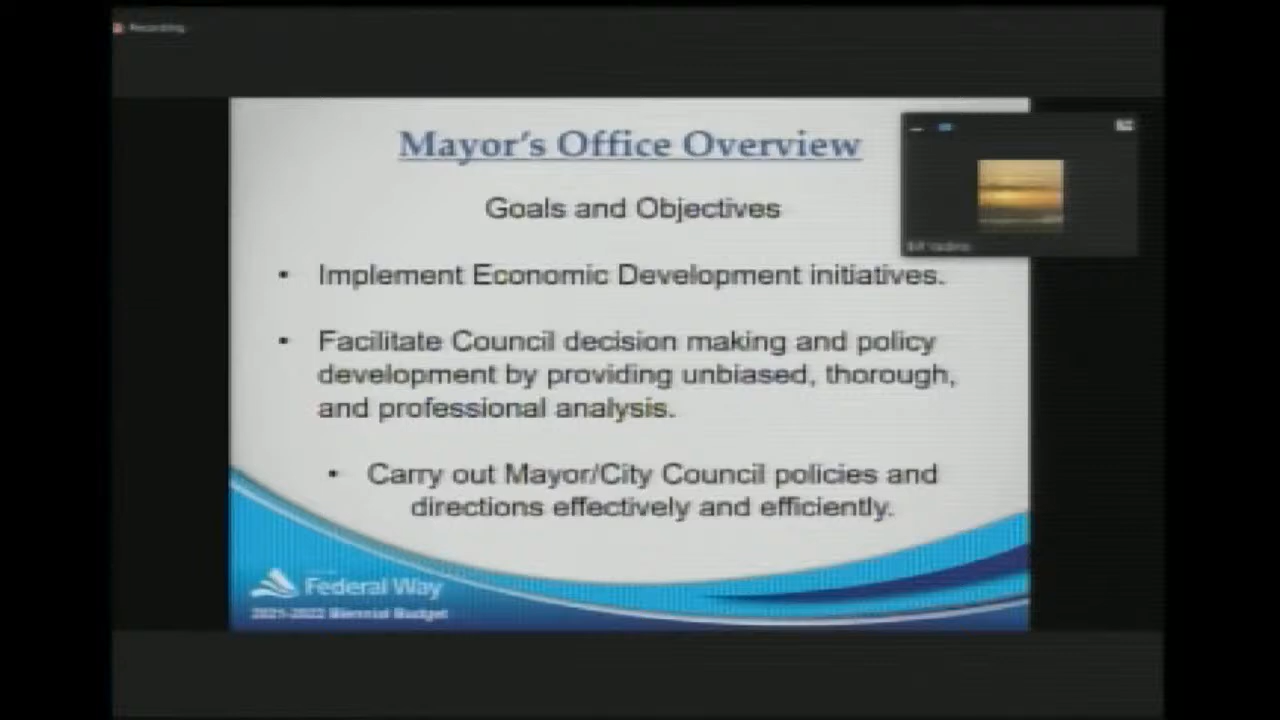 Recording
Mayor's Office Overview
Goals and Objectives
• Implement Economic Development initiatives.
• Facilitate Council decision making and policy
development by providing unbiased, thorough,
and professional analysis.
• Carry out Mayor/City Council policies and
directions effectively and efficiently.
Federal Way
2021-2022 Biennial Budget